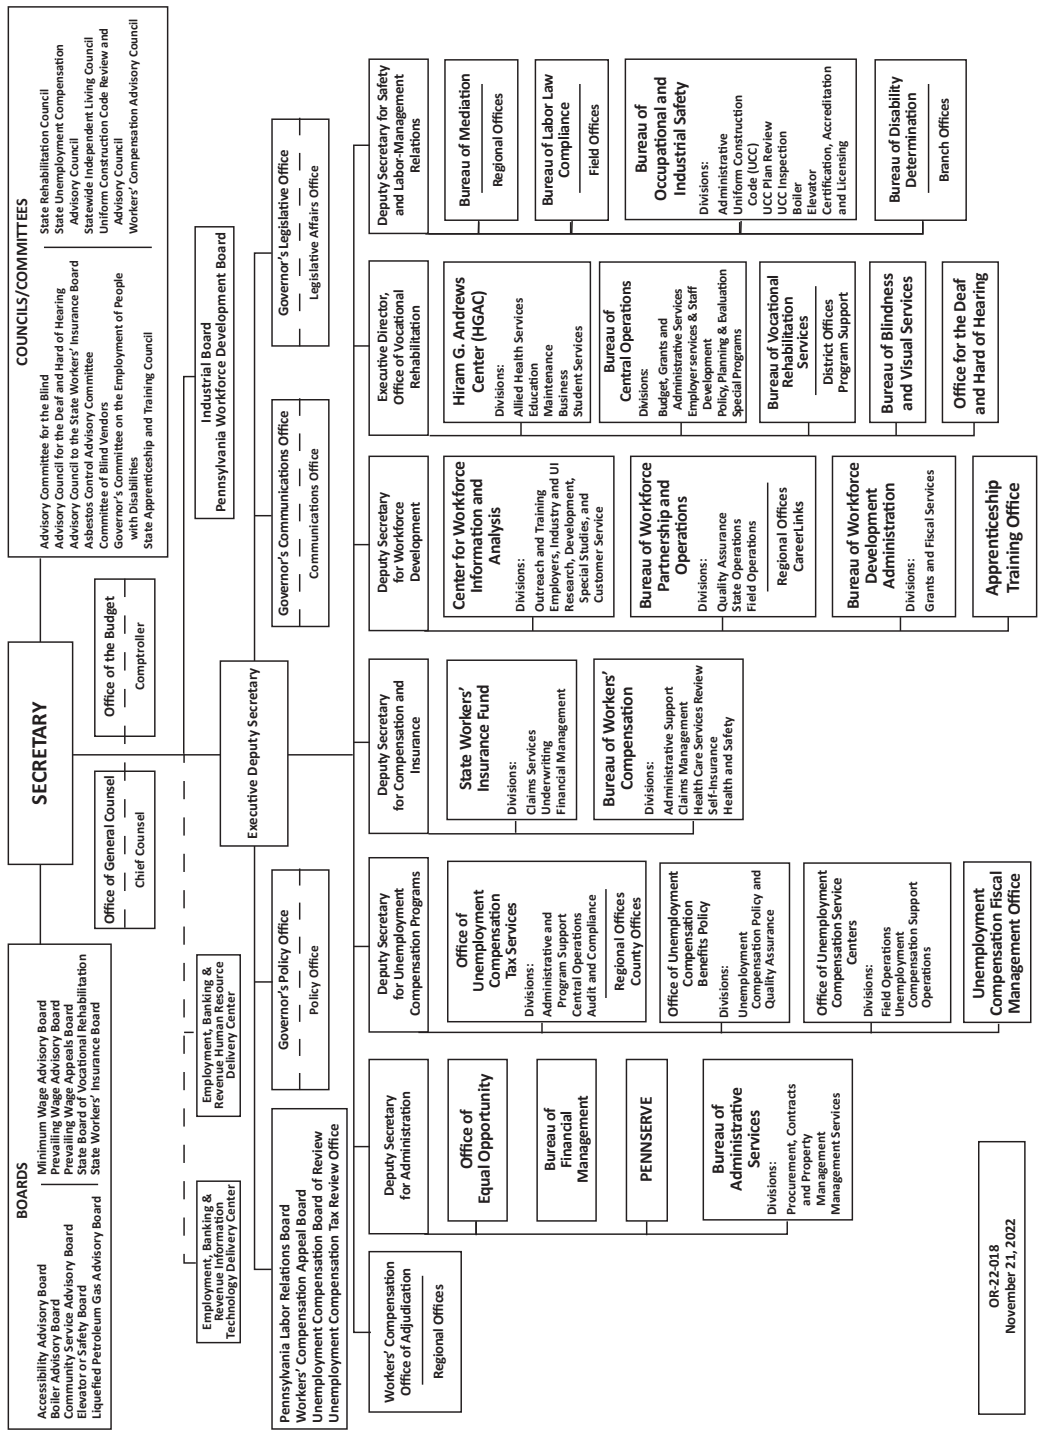 BOARDS
Accessibility Advisory Board
Boiler Advisory Board
Community Service Advisory Board
Elevator or Safety Board
Liquefied Petroleum Gas Advisory Board
Minimum Wage Advisory Board
Prevailing Wage Advisory Board
Prevailing Wage Appeals Board
State Board of Vocational Rehabilitation
State Workers' Insurance Board
SECRETARY
COUNCILS/COMMITTEES
Advisory Committee for the Blind
Advisory Council for the Deaf and Hard of Hearing
Advisory Council to the State Workers' Insurance Board
Asbestos Control Advisory Committee
Committee of Blind Vendors
Governor's Committee on the Employment of People
with Disabilities
State Apprenticeship and Training Council
State Rehabilitation Council
State Unemployment Compensation
Advisory Council
Statewide Independent Living Council
Uniform Construction Code Review and
Advisory Council
Workers' Compensation Advisory Council
Office of General Counsel
Chief Counsel
Office of the Budget
Comptroller
Employment, Banking &
Revenue Information
Technology Delivery Center
Employment, Banking &
Revenue Human Resource
Delivery Center
Industrial Board
Pennsylvania Workforce Development Board
Executive Deputy Secretary
Pennsylvania Labor Relations Board
Workers' Compensation Appeal Board
Unemployment Compensation Board of Review
Unemployment Compensation Tax Review Office
Governor's Policy Office
Policy Office
Governor's Communications Office
Communications Office
Governor's Legislative Office
Legislative Affairs Office
Workers' Compensation
Office of Adjudication
Regional Offices
Deputy Secretary
for Administration
Office of
Equal Opportunity
Bureau of
Financial
Management
PENNSERVE
Bureau of
Administrative
Services
Divisions:
Procurement, Contracts
and Property
Management
Management Services
Deputy Secretary
for Unemployment
Compensation Programs
Office of
Unemployment
Compensation
Tax Services
Divisions:
Administrative and
Program Support
Central Operations
Audit and Compliance
Regional Offices
County Offices
Office of Unemployment
Compensation
Benefits Policy
Divisions:
Unemployment
Compensation Policy and
Quality Assurance
Office of Unemployment
Compensation Service
Centers
Divisions:
Field Operations
Unemployment
Compensation Support
Operations
Unemployment
Compensation Fiscal
Management Office
Deputy Secretary
for Compensation and
Insurance
State Workers'
Insurance Fund
Divisions:
Claims Services
Underwriting
Financial Management
Bureau of Workers'
Compensation
Divisions:
Administrative Support
Claims Management
Health Care Services Review
Self-Insurance
Health and Safety
Deputy Secretary
for Workforce
Development
Center for Workforce
Information and
Analysis
Divisions:
Outreach and Training
Employers, Industry and UI
Research, Development,
Special Studies, and
Customer Service
Bureau of Workforce
Partnership and
Operations
Divisions:
Quality Assurance
State Operations
Field Operations
Regional Offices
CareerLinks
Bureau of Workforce
Development
Administration
Divisions:
Grants and Fiscal Services
Apprenticeship
Training Office
Executive Director,
Office of Vocational
Rehabilitation
Hiram G. Andrews
Center (HGAC)
Divisions:
Allied Health Services
Education
Maintenance
Business
Student Services
Bureau of
Central Operations
Divisions:
Budget, Grants and
Administrative Services
Employer services & Staff
Development
Policy, Planning & Evaluation
Special Programs
Bureau of Vocational
Rehabilitation
Services
District Offices
Program Support
Bureau of Blindness
and Visual Services
Office for the Deaf
and Hard of Hearing
Deputy Secretary for Safety
and Labor-Management
Relations
Bureau of Mediation
Regional Offices
Bureau of Labor Law
Compliance
Field Offices
Bureau of
Occupational and
Industrial Safety
Divisions:
Administrative
Uniform Construction
Code (UCC)
UCC Plan Review
UCC Inspection
Boiler
Elevator
Certification, Accreditation
and Licensing
Bureau of Disability
Determination
Branch Offices
OR-22-018
November 21, 2022